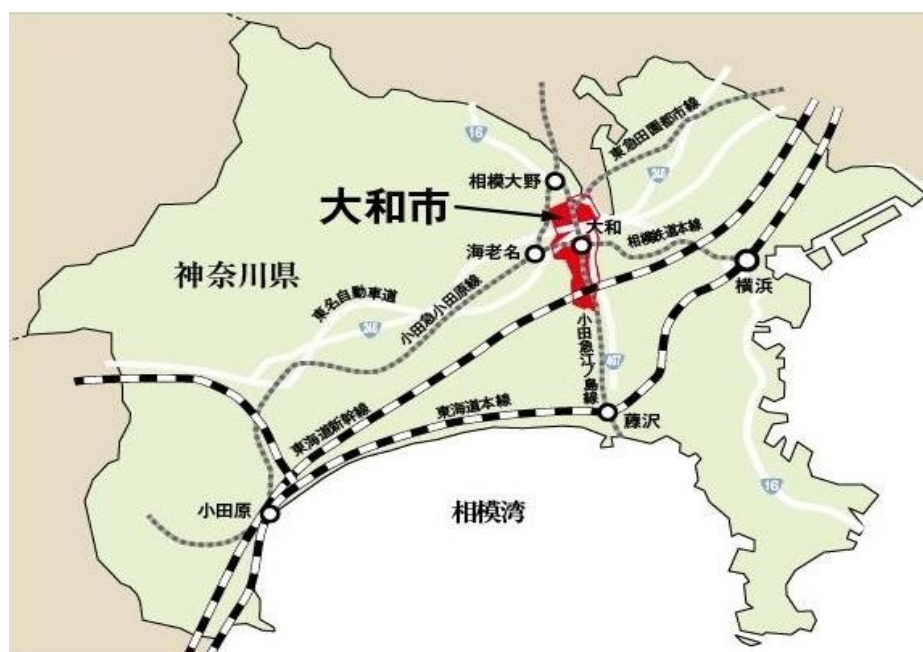 16
東急田園都市線
246
相模大野
大和市
大和
相模鉄道本線
海老名
横浜
神奈川県
東名自動車道
小田急小田原線
246
小田急江ノ島線
467
東海道新幹線
東海道本線
藤沢
16
小田原
相模湾